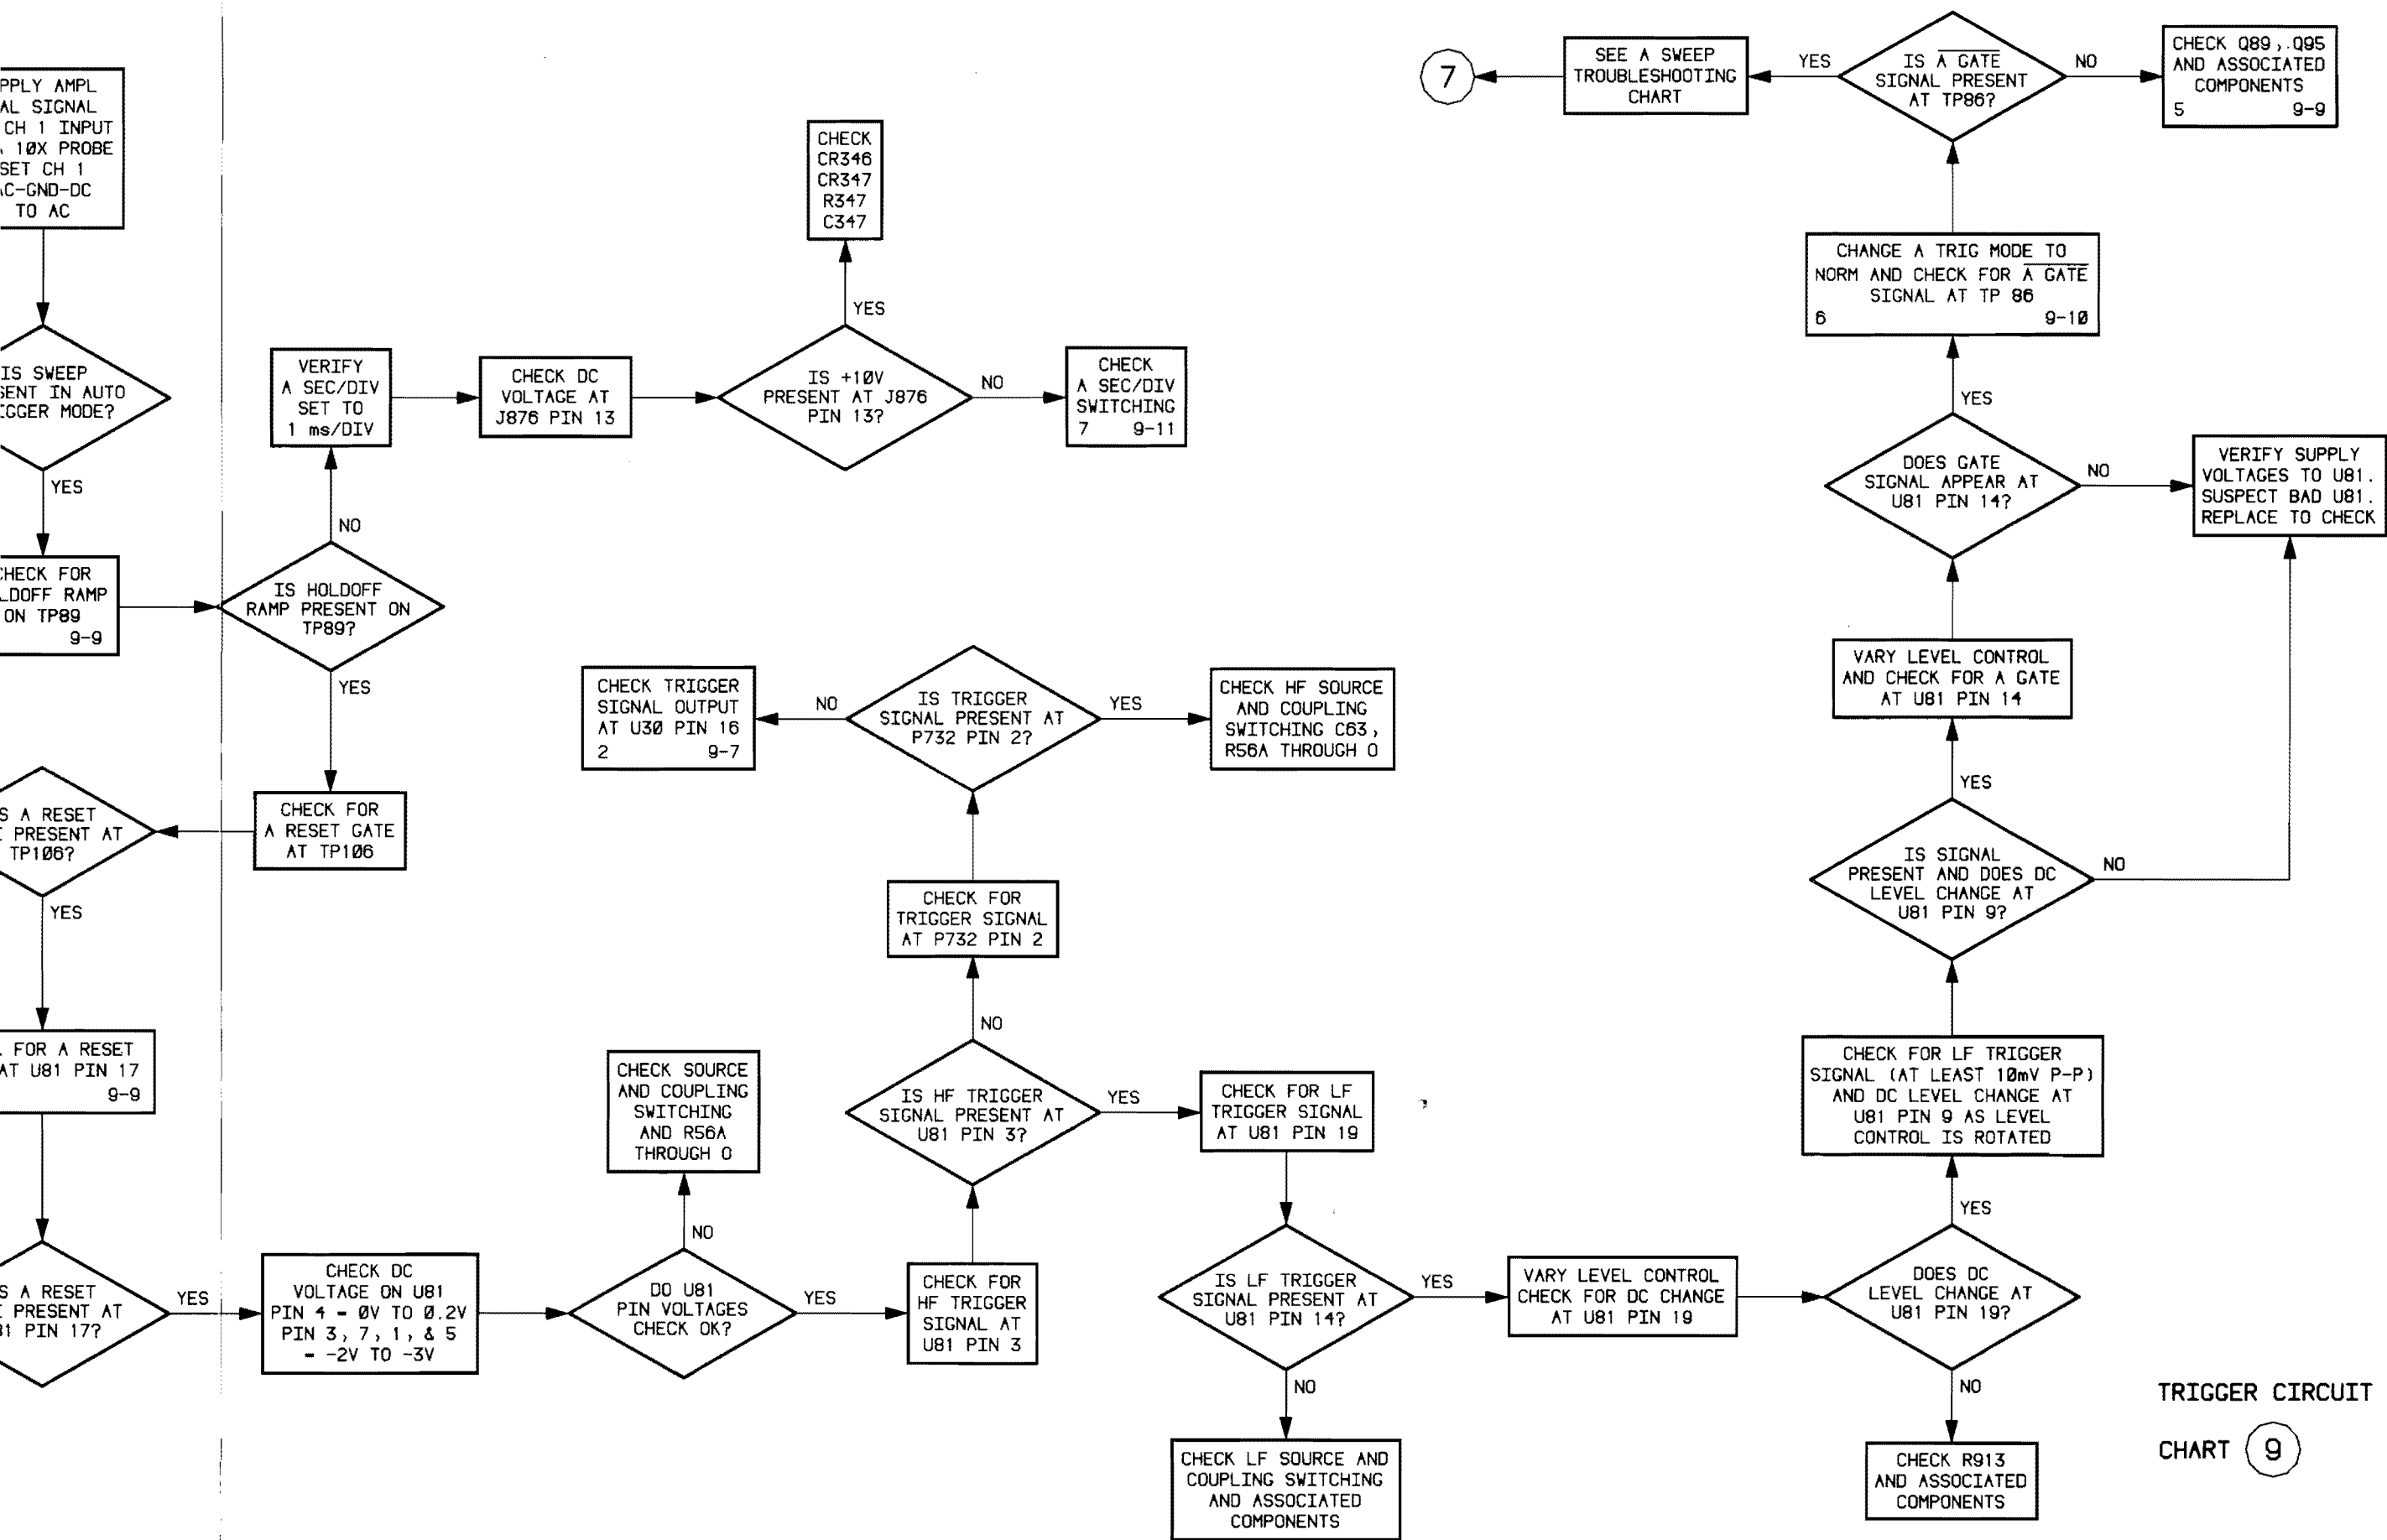 PPLY AMPL
AL SIGNAL
CH 1 INPUT
10X PROBE
SET CH 1
AC-GND-DC
TO AC
IS SWEEP
SENT IN AUTO
IGGER MODE?
YES
CHECK FOR
LDOFF RAMP
ON TP89
9-9
IS HOLDOFF
RAMP PRESENT ON
TP89?
NO
YES
VERIFY
A SEC/DIV
SET TO
1 ms/DIV
CHECK DC
VOLTAGE AT
J876 PIN 13
IS +10V
PRESENT AT J876
PIN 13?
YES
NO
CHECK
CR346
CR347
R347
C347
CHECK
A SEC/DIV
SWITCHING
7 9-11
CHECK FOR
A RESET GATE
AT TP106
S A RESET
E PRESENT AT
TP106?
YES
FOR A RESET
AT U81 PIN 17
9-9
S A RESET
E PRESENT AT
81 PIN 17?
YES
CHECK DC
VOLTAGE ON U81
PIN 4 = 0V TO 0.2V
PIN 3, 7, 1, & 5
= -2V TO -3V
DO U81
PIN VOLTAGES
CHECK OK?
NO
YES
CHECK SOURCE
AND COUPLING
SWITCHING
AND R56A
THROUGH O
CHECK FOR
HF TRIGGER
SIGNAL AT
U81 PIN 3
IS HF TRIGGER
SIGNAL PRESENT AT
U81 PIN 3?
NO
YES
CHECK FOR
TRIGGER SIGNAL
AT P732 PIN 2
IS TRIGGER
SIGNAL PRESENT AT
P732 PIN 2?
NO
YES
CHECK TRIGGER
SIGNAL OUTPUT
AT U30 PIN 16
2 9-7
CHECK HF SOURCE
AND COUPLING
SWITCHING C63,
R56A THROUGH O
CHECK FOR LF
TRIGGER SIGNAL
AT U81 PIN 19
IS LF TRIGGER
SIGNAL PRESENT AT
U81 PIN 14?
YES
NO
CHECK LF SOURCE AND
COUPLING SWITCHING
AND ASSOCIATED
COMPONENTS
VARY LEVEL CONTROL
CHECK FOR DC CHANGE
AT U81 PIN 19
DOES DC
LEVEL CHANGE AT
U81 PIN 19?
YES
NO
CHECK R913
AND ASSOCIATED
COMPONENTS
CHECK FOR LF TRIGGER
SIGNAL (AT LEAST 10mV P-P)
AND DC LEVEL CHANGE AT
U81 PIN 9 AS LEVEL
CONTROL IS ROTATED
IS SIGNAL
PRESENT AND DOES DC
LEVEL CHANGE AT
U81 PIN 9?
YES
NO
VARY LEVEL CONTROL
AND CHECK FOR A GATE
AT U81 PIN 14
DOES GATE
SIGNAL APPEAR AT
U81 PIN 14?
YES
NO
VERIFY SUPPLY
VOLTAGES TO U81.
SUSPECT BAD U81.
REPLACE TO CHECK
CHANGE A TRIG MODE TO
NORM AND CHECK FOR A GATE
SIGNAL AT TP 86
6 9-10
IS A GATE
SIGNAL PRESENT
AT TP86?
YES
NO
SEE A SWEEP
TROUBLESHOOTING
CHART
7
CHECK Q89, Q95
AND ASSOCIATED
COMPONENTS
5 9-9
TRIGGER CIRCUIT
CHART 9